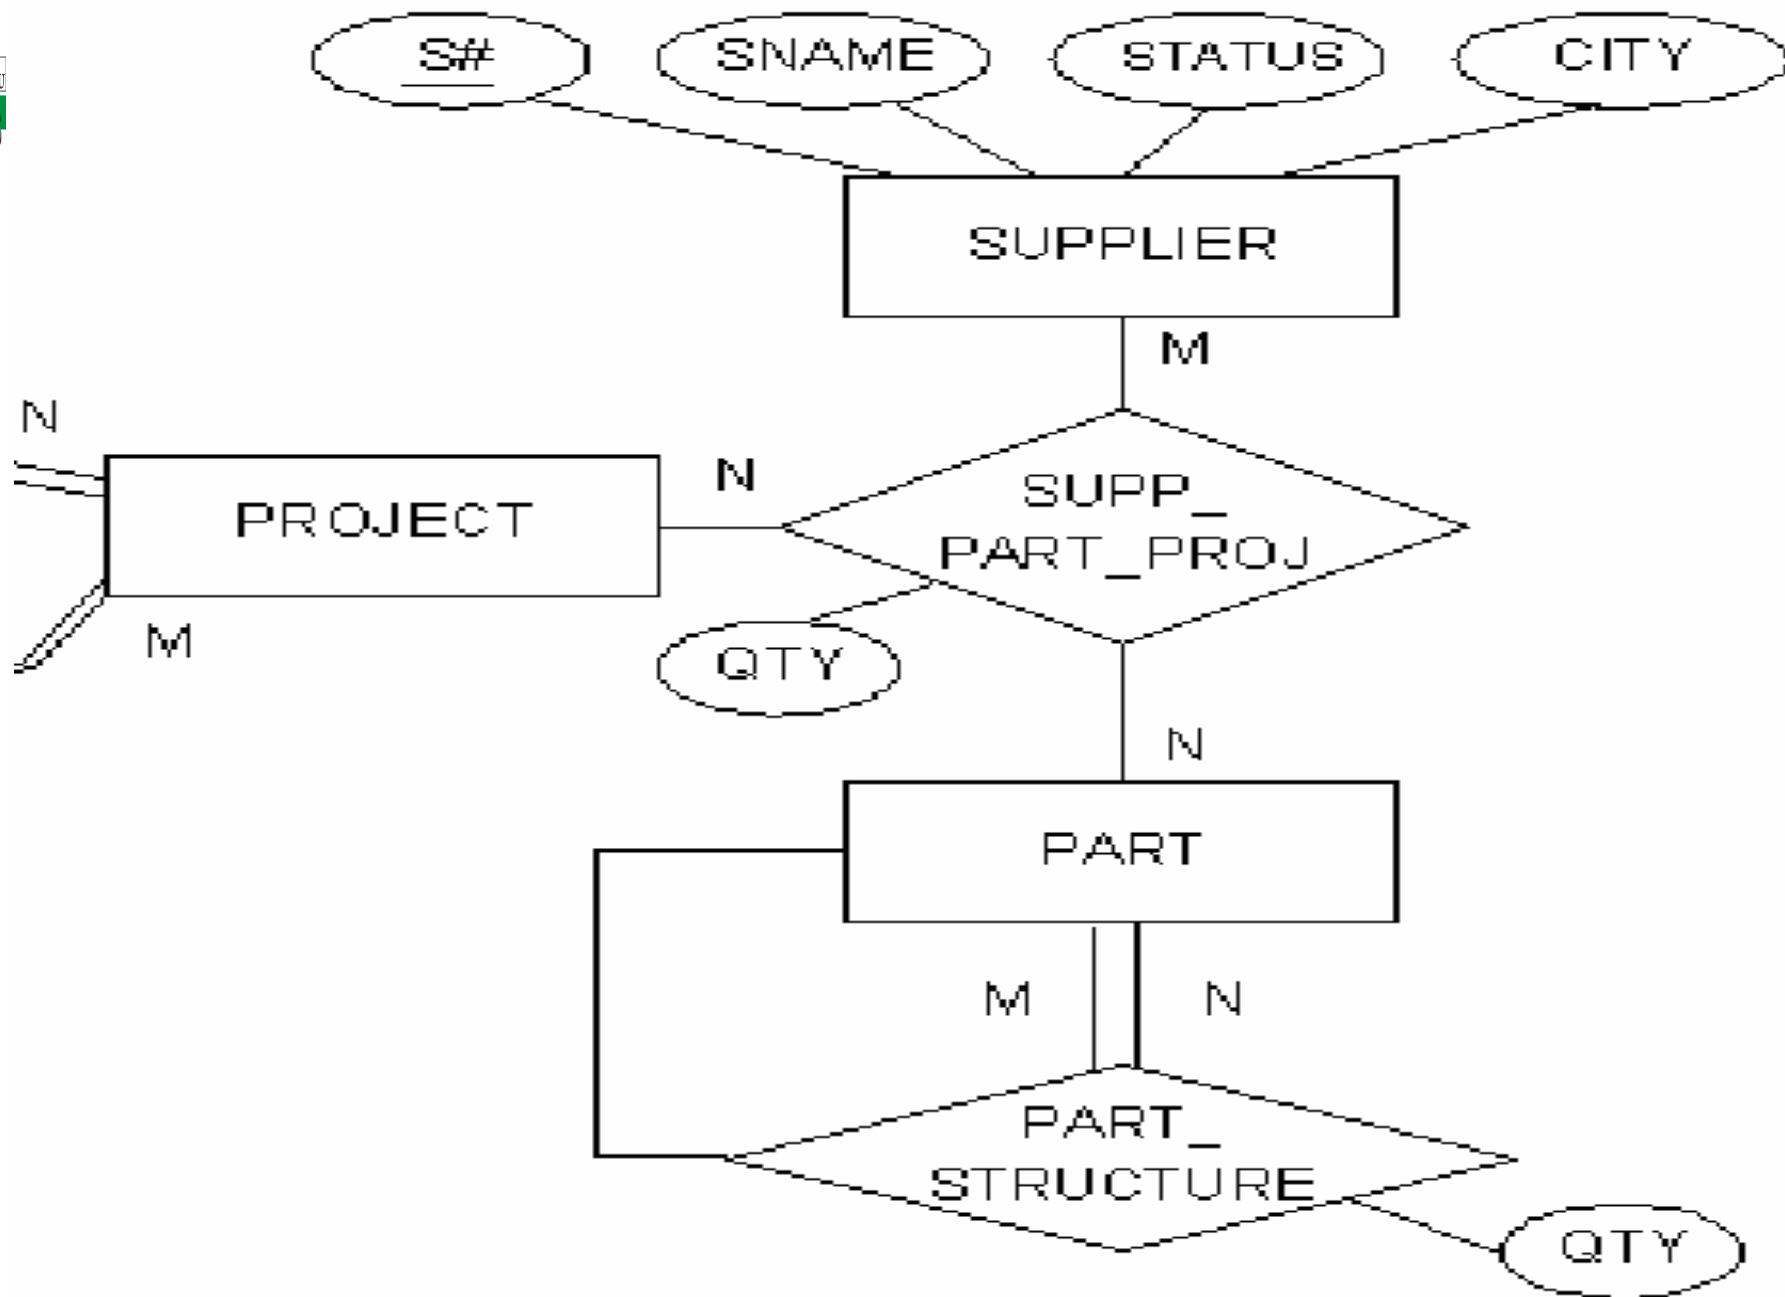 S#
SNAME
STATUS
CITY
SUPPLIER
M
N
PROJECT
N
SUPP_
PART_PROJ
M
QTY
N
PART
M
N
PART_
STRUCTURE
QTY